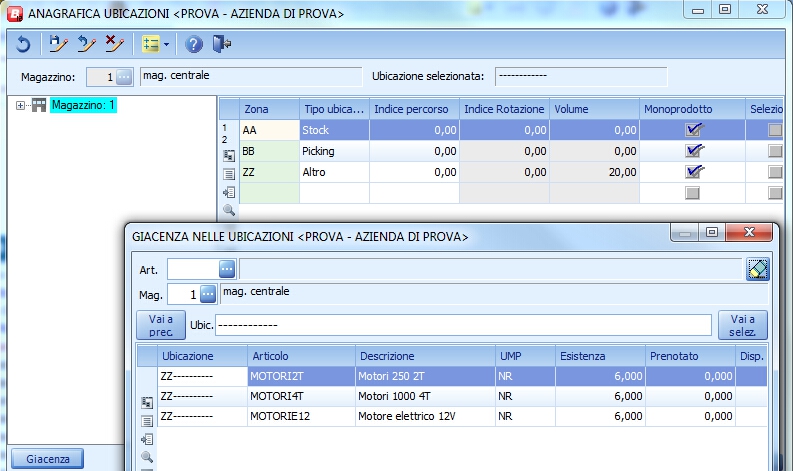 ANAGRAFICA UBICAZIONI <PROVA - AZIENDA DI PROVA>
Magazzino: 1 ... mag. centrale Ubicazione selezionata: ------------
Magazzino: 1
Zona Tipo ubica... Indice percorso Indice Rotazione Volume Monoprodotto Selezio
1 AA Stock 0,00 0,00 0,00
2
BB Picking 0,00 0,00 0,00
ZZ Altro 0,00 0,00 20,00
GIACENZA NELLE UBICAZIONI <PROVA - AZIENDA DI PROVA>
Art. ...
Mag. 1 ... mag. centrale
Vai a prec. Ubic. ------------ Vai a selez.
Ubicazione Articolo Descrizione UMP Esistenza Prenotato Disp.
ZZ---------- MOTORI2T Motori 250 2T NR 6,000 0,000
ZZ---------- MOTORI4T Motori 1000 4T NR 6,000 0,000
ZZ---------- MOTORIE12 Motore elettrico 12V NR 6,000 0,000
Giacenza